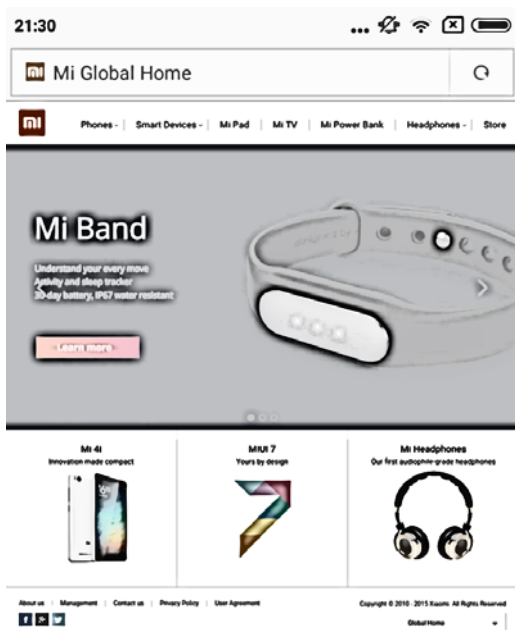 21:30
mi Mi Global Home
mi Phones Smart Devices Mi Pad Mi TV Mi Power Bank Headphones Store
Mi Band
Understand your every move
Activity and sleep tracker
30-day battery, IP67 water resistant
Learn more
Mi 4i MIUI 7 Mi Headphones
Innovation made compact Yours by design Our first audiophile-grade headphones
About us | Management | Contact us | Privacy Policy | User Agreement Copyright © 2010 - 2015 Xiaomi. All Rights Reserved
Global Home